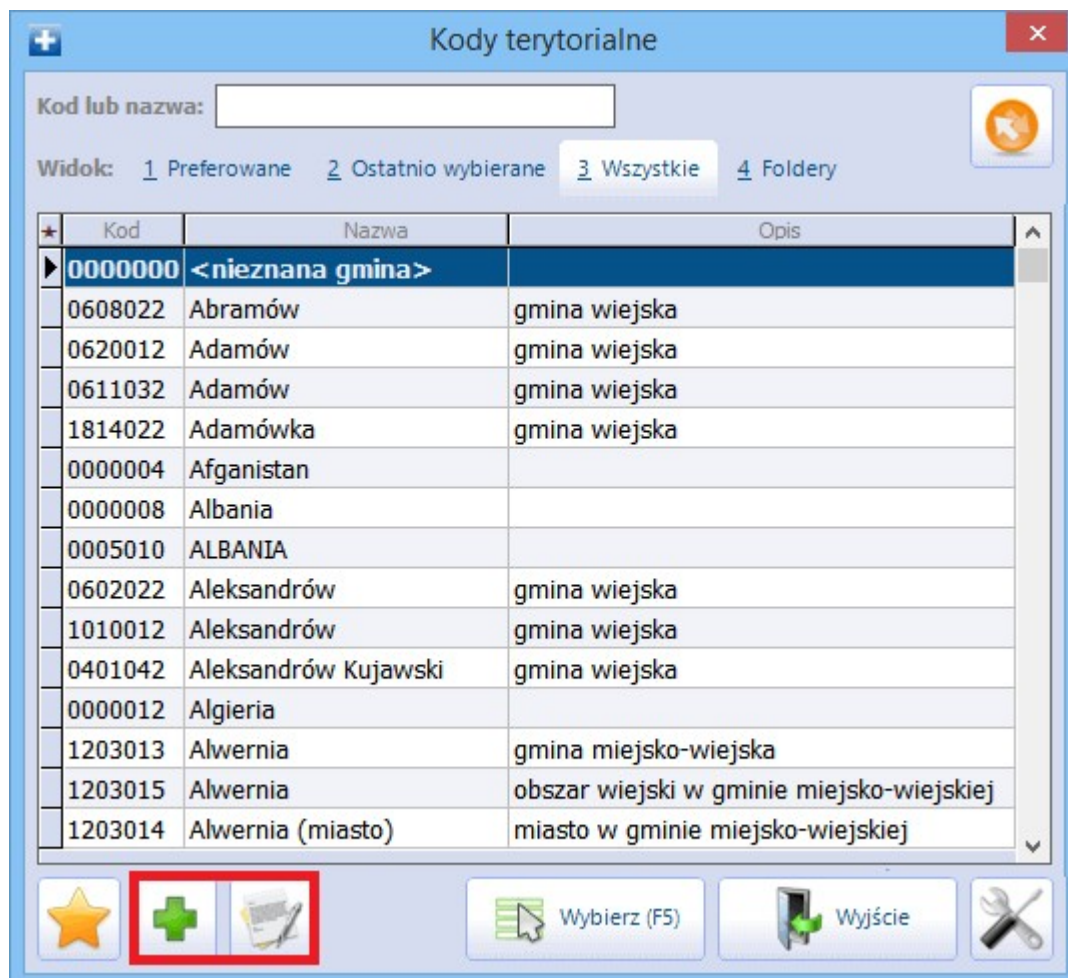 Kody terytorialne
Kod lub nazwa:
Widok: 1 Preferowane 2 Ostatnio wybierane 3 Wszystkie 4 Foldery
Kod Nazwa Opis
0000000 <nieznana gmina>
0608022 Abramów gmina wiejska
0620012 Adamów gmina wiejska
0611032 Adamów gmina wiejska
1814022 Adamówka gmina wiejska
0000004 Afganistan
0000008 Albania
0005010 ALBANIA
0602022 Aleksandrów gmina wiejska
1010012 Aleksandrów gmina wiejska
0401042 Aleksandrów Kujawski gmina wiejska
0000012 Algieria
1203013 Alwernia gmina miejsko-wiejska
1203015 Alwernia obszar wiejski w gminie miejsko-wiejskiej
1203014 Alwernia (miasto) miasto w gminie miejsko-wiejskiej
Wybierz (F5) Wyjście